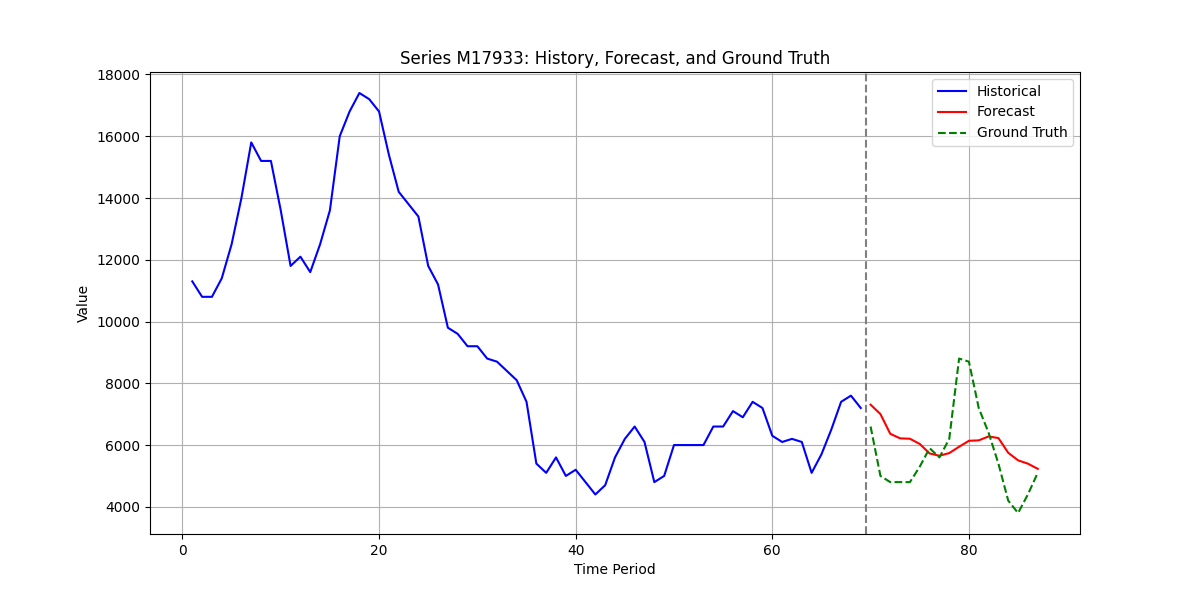 Series M17933: History, Forecast, and Ground Truth
18000
16000
14000
12000
10000
8000
6000
4000
Value
0
20
40
60
80
Time Period
Historical
Forecast
Ground Truth